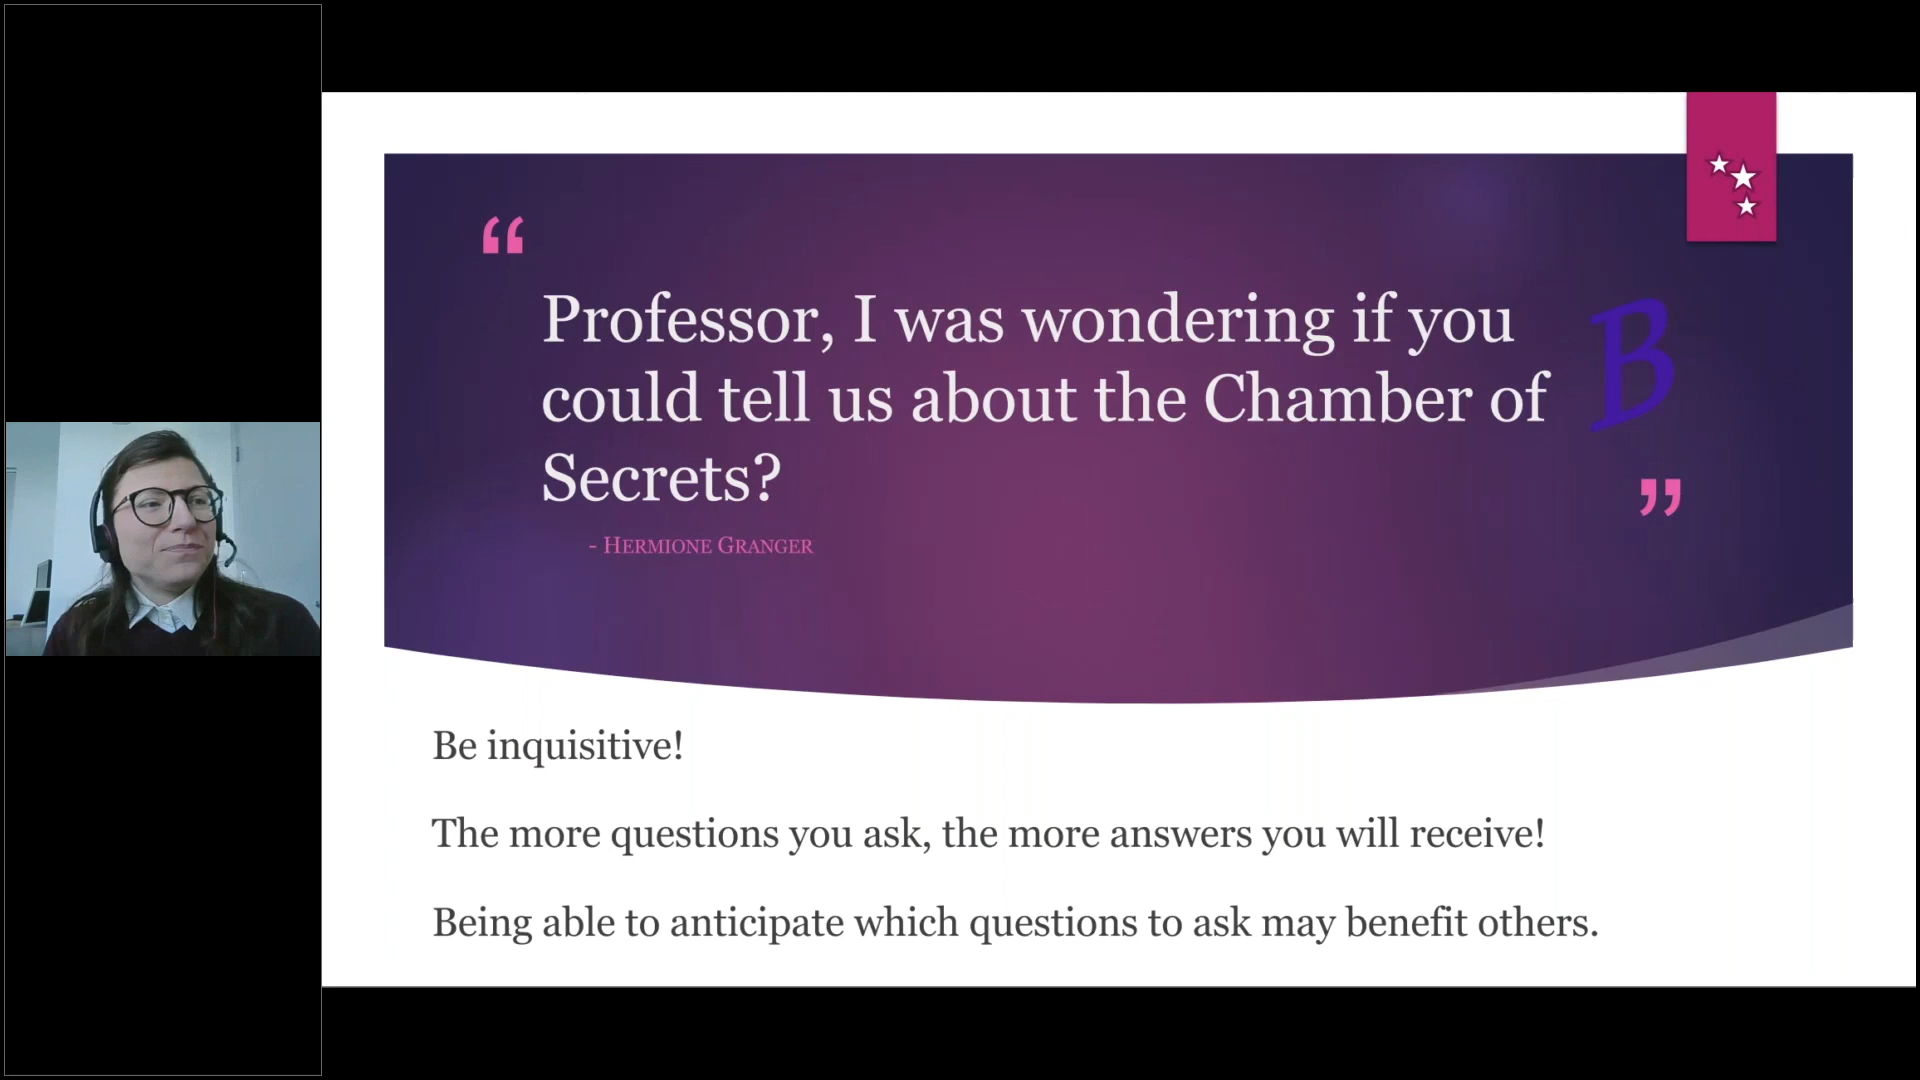 “
Professor, I was wondering if you
could tell us about the Chamber of
Secrets?
B
”
- HERMIONE GRANGER
Be inquisitive!
The more questions you ask, the more answers you will receive!
Being able to anticipate which questions to ask may benefit others.